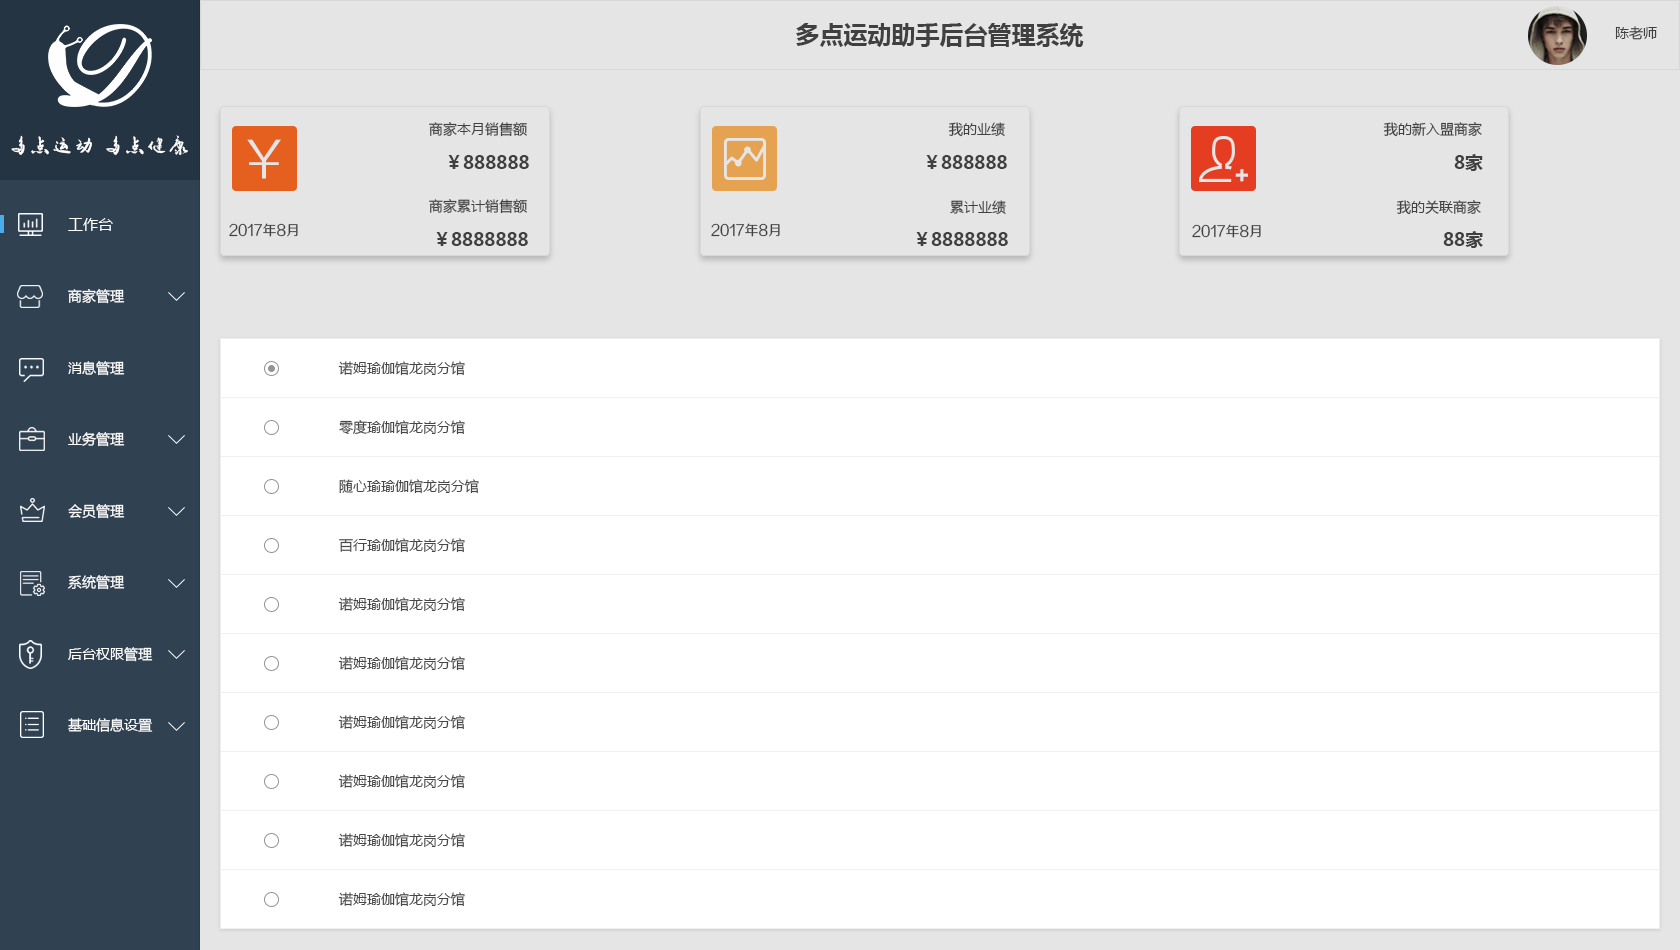 多点运动助手后台管理系统
陈老师
多点运动 多点健康
工作台
商家管理
消息管理
业务管理
会员管理
系统管理
后台权限管理
基础信息设置
商家本月销售额
¥ 888888
商家累计销售额
2017年8月
¥ 8888888
我的业绩
¥ 888888
累计业绩
2017年8月
¥ 8888888
我的新入盟商家
8家
我的关联商家
2017年8月
88家
诺姆瑜伽馆龙岗分馆
零度瑜伽馆龙岗分馆
随心瑜瑜伽馆龙岗分馆
百行瑜伽馆龙岗分馆
诺姆瑜伽馆龙岗分馆
诺姆瑜伽馆龙岗分馆
诺姆瑜伽馆龙岗分馆
诺姆瑜伽馆龙岗分馆
诺姆瑜伽馆龙岗分馆
诺姆瑜伽馆龙岗分馆